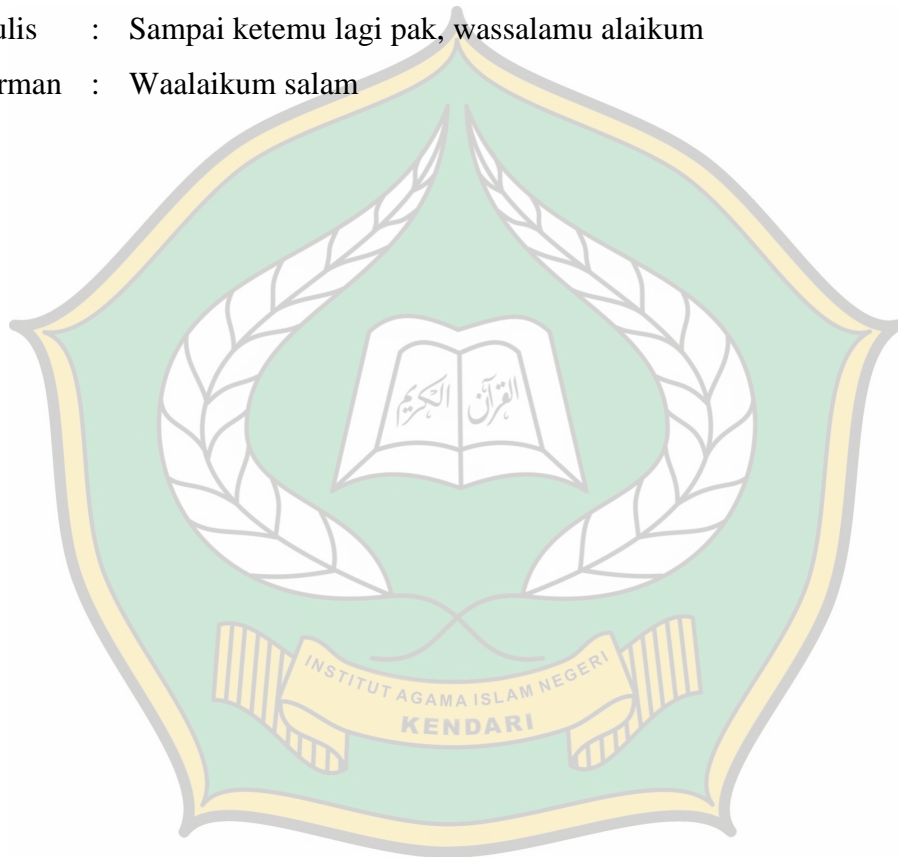 ulis : Sampai ketemu lagi pak, wassalamu alaikum
rman : Waalaikum salam
القرآن الكريم
INSTITUT AGAMA ISLAM NEGERI
KENDARI